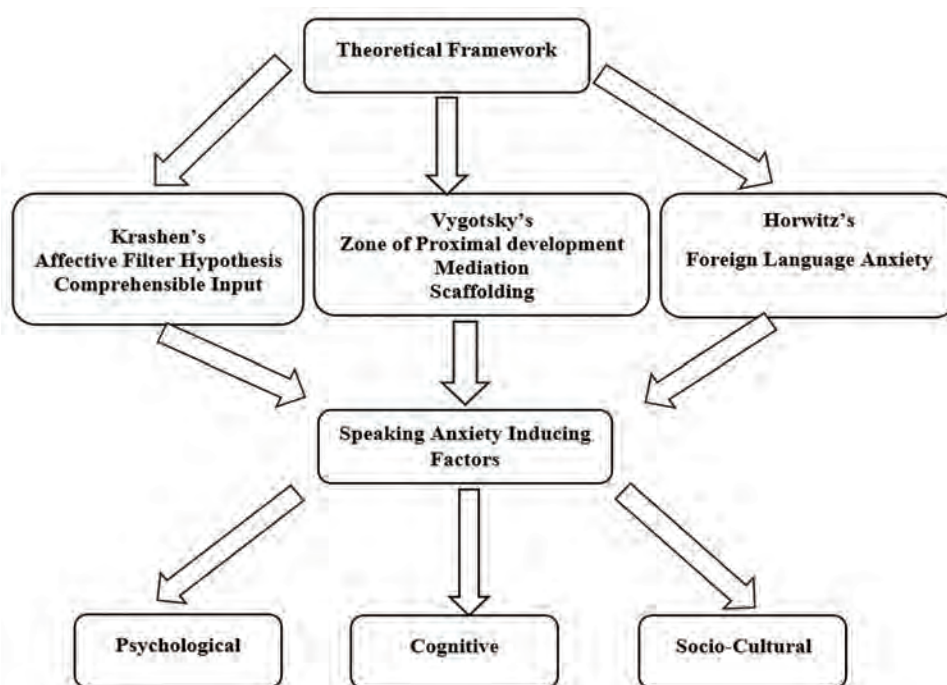 Theoretical Framework
Krashen's
Affective Filter Hypothesis
Comprehensible Input
Vygotsky's
Zone of Proximal development
Mediation
Scaffolding
Horwitz's
Foreign Language Anxiety
Speaking Anxiety Inducing
Factors
Psychological
Cognitive
Socio-Cultural